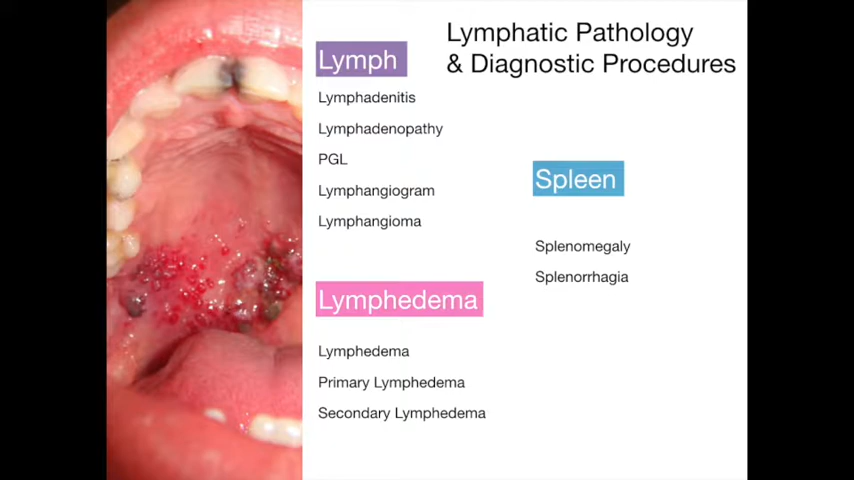 Lymphatic Pathology
& Diagnostic Procedures
Lymph
Lymphadenitis
Lymphadenopathy
PGL
Lymphangiogram
Lymphangioma
Lymphedema
Lymphedema
Primary Lymphedema
Secondary Lymphedema
Spleen
Splenomegaly
Splenorrhagia